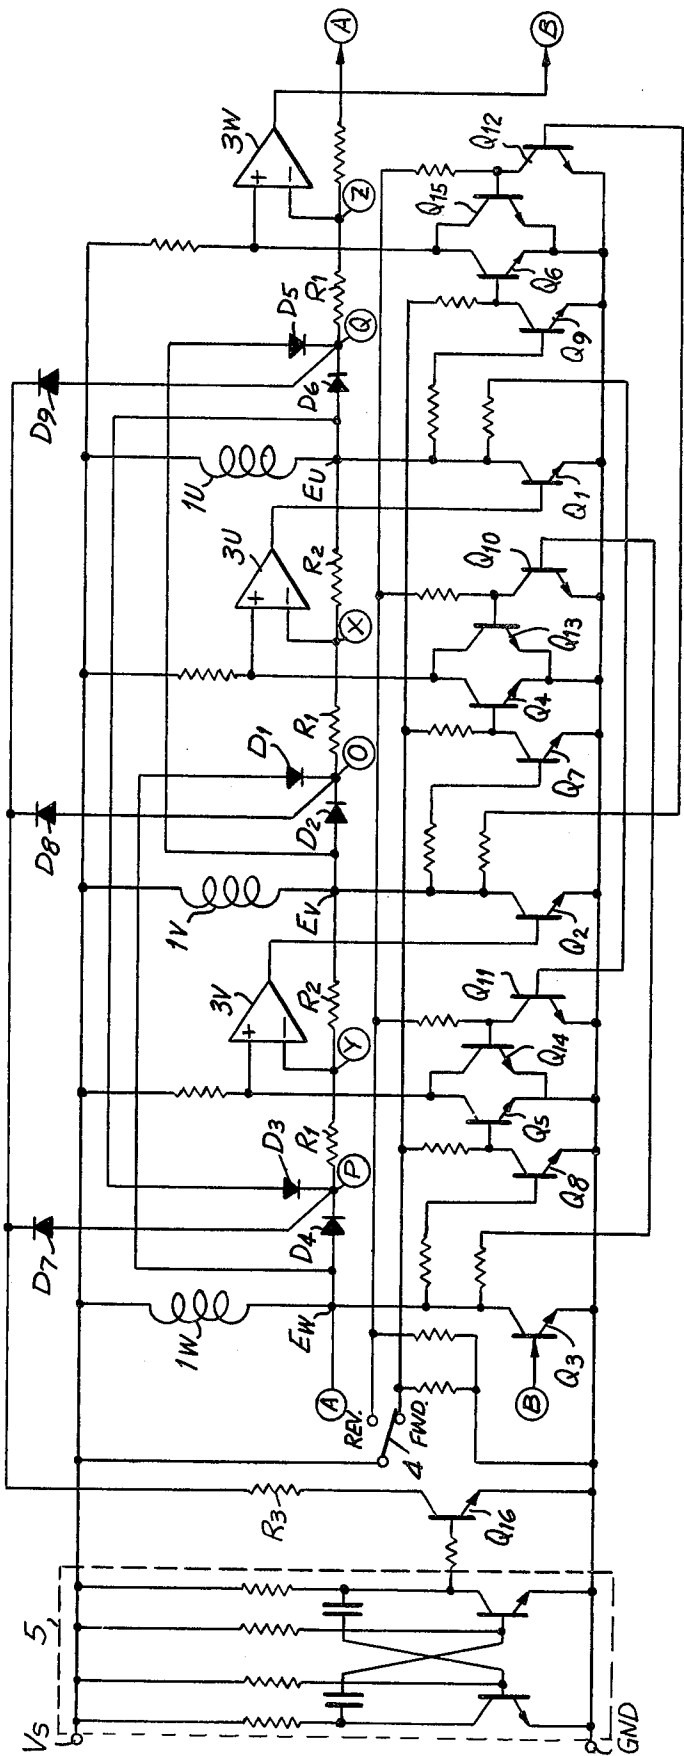 5
Vs
GND
R3
Q16
REV.
FWD.
4
A
B
Q3
1W
EW
D7
D4
D3
P
R1
Q8
Q5
Q14
Q11
Y
3V
+
−
R2
1V
EV
Q2
D8
D2
D1
O
R1
Q7
Q4
Q13
Q10
X
3U
+
−
R2
1U
EU
Q1
D9
D6
D5
Q
R1
Q9
Q6
Q15
Q12
Z
3W
+
−
A
B